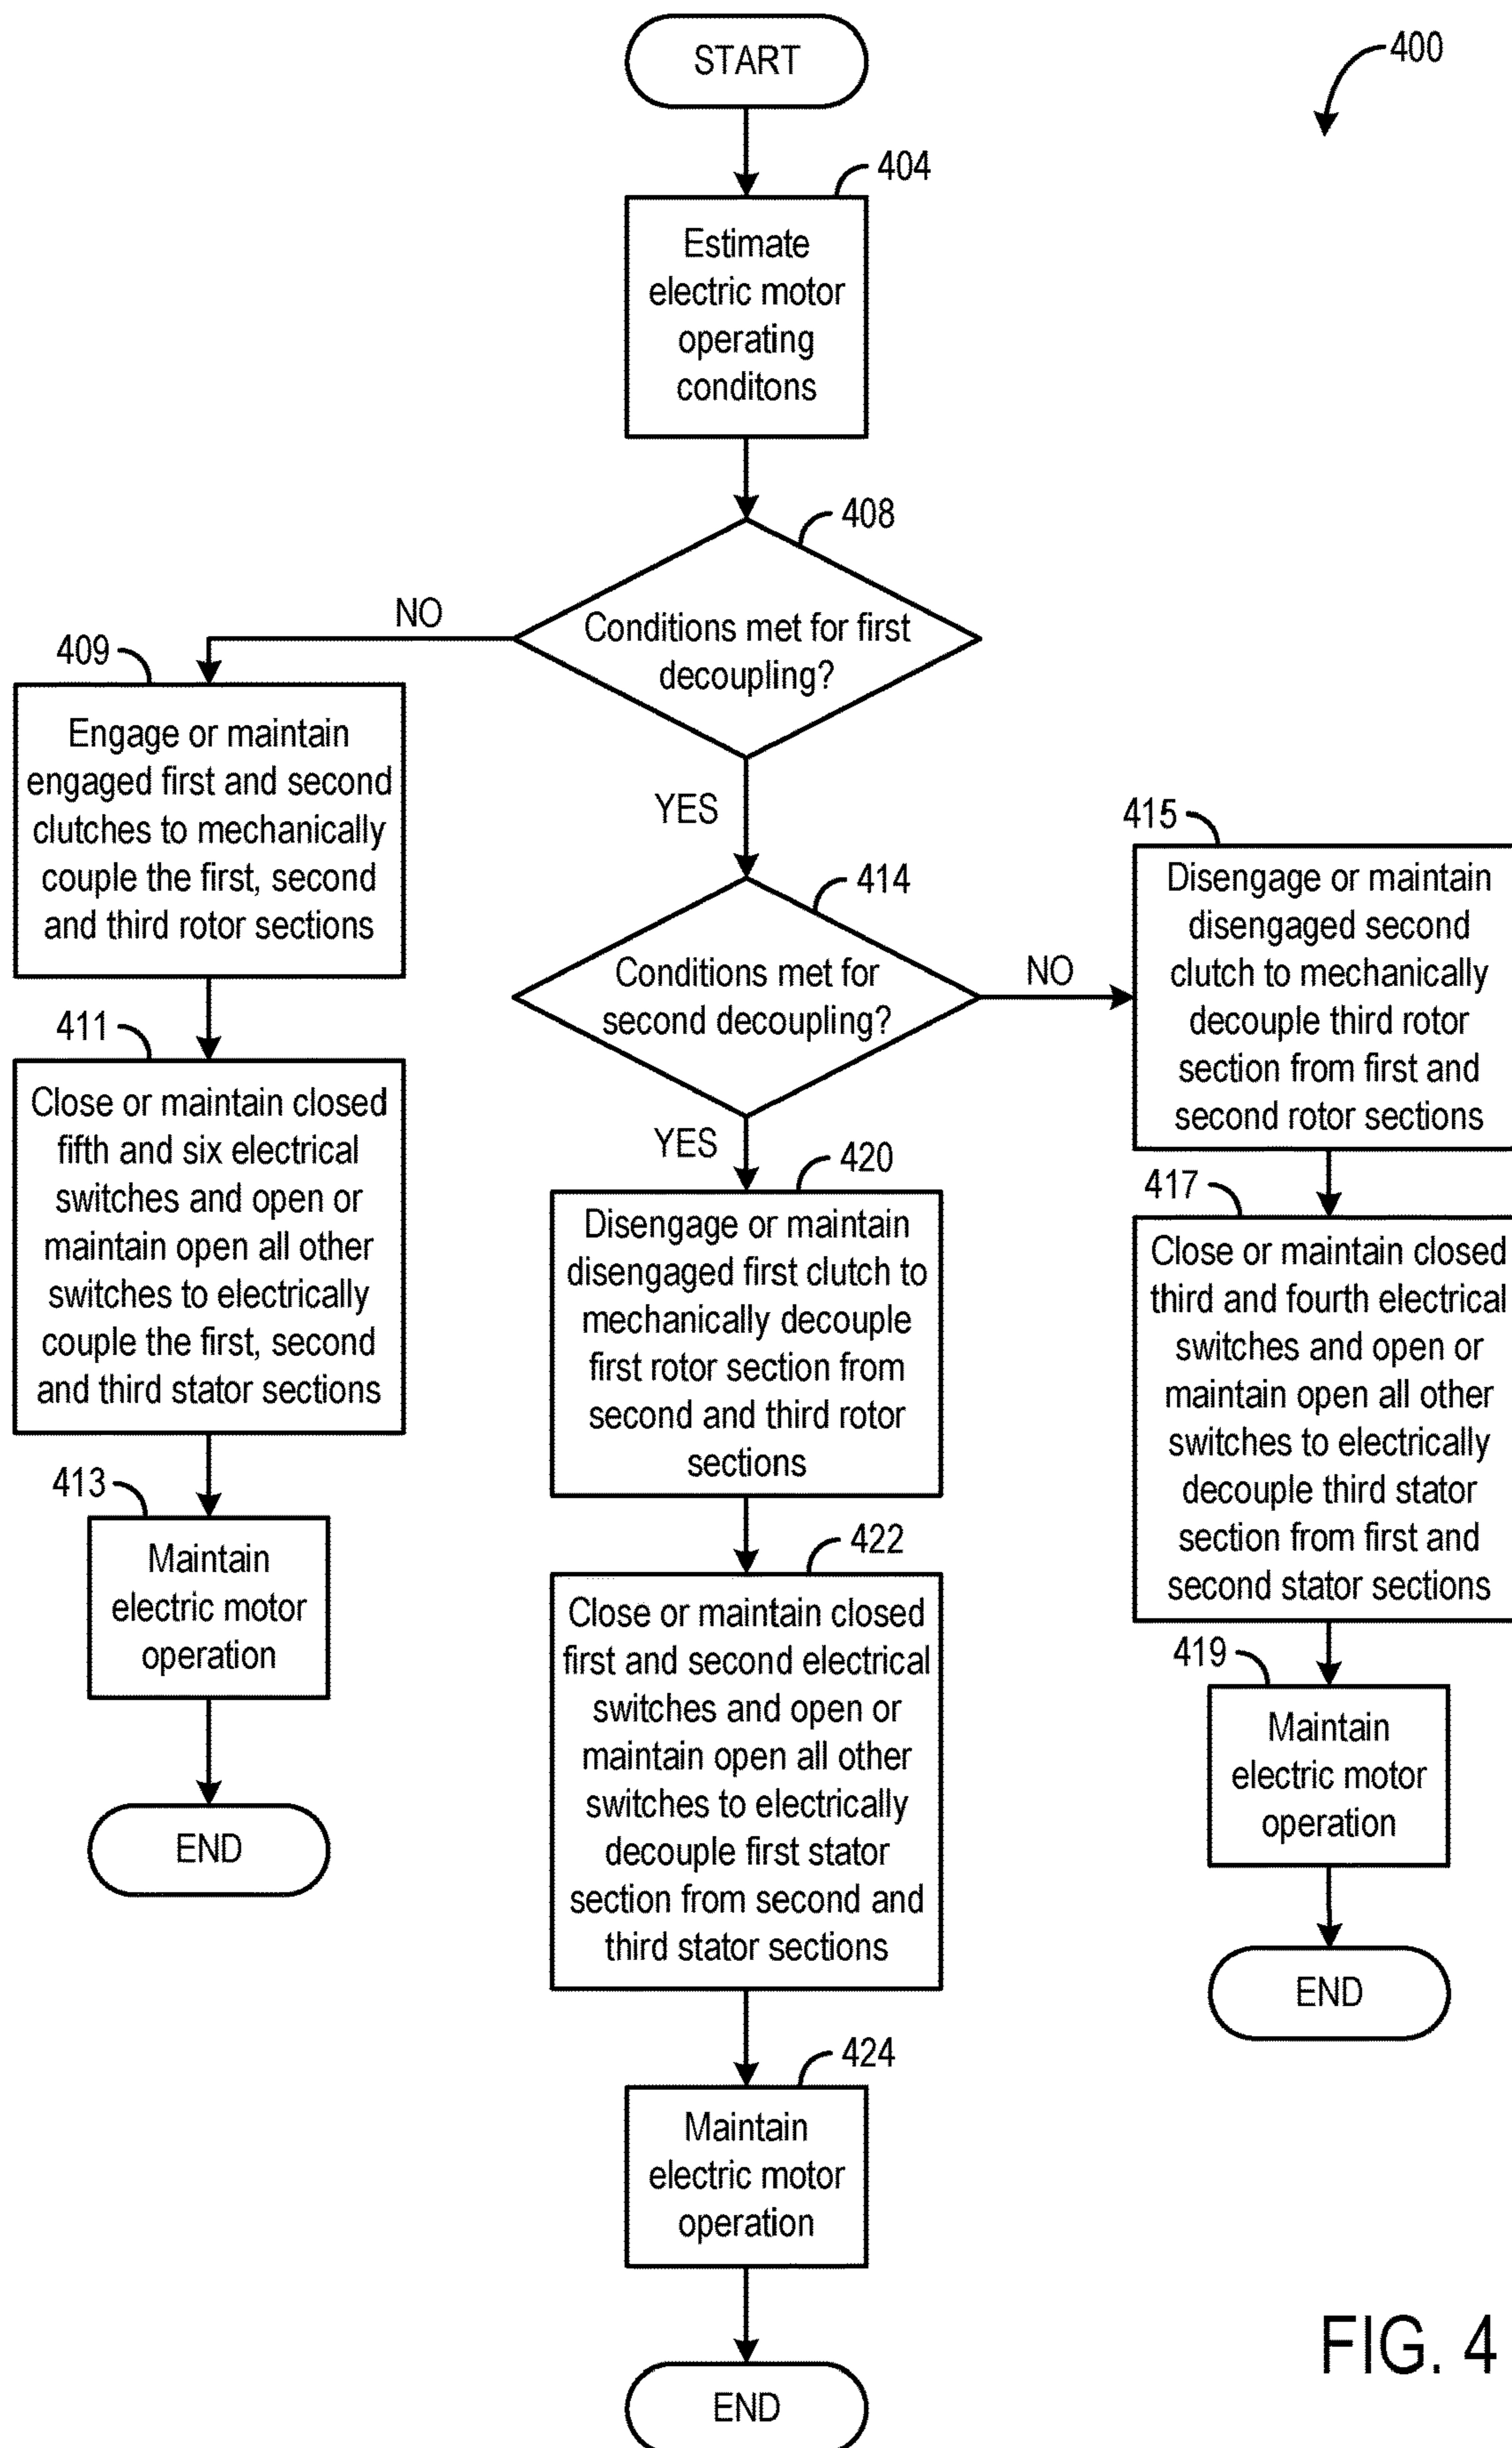 START
400
404
Estimate
electric motor
operating
conditons
408
Conditions met for first
decoupling?
NO
YES
409
Engage or maintain
engaged first and second
clutches to mechanically
couple the first, second
and third rotor sections
411
Close or maintain closed
fifth and six electrical
switches and open or
maintain open all other
switches to electrically
couple the first, second
and third stator sections
413
Maintain
electric motor
operation
END
414
Conditions met for
second decoupling?
NO
YES
415
Disengage or maintain
disengaged second
clutch to mechanically
decouple third rotor
section from first and
second rotor sections
417
Close or maintain closed
third and fourth electrical
switches and open or
maintain open all other
switches to electrically
decouple third stator
section from first and
second stator sections
419
Maintain
electric motor
operation
END
420
Disengage or maintain
disengaged first clutch to
mechanically decouple
first rotor section from
second and third rotor
sections
422
Close or maintain closed
first and second electrical
switches and open or
maintain open all other
switches to electrically
decouple first stator
section from second and
third stator sections
424
Maintain
electric motor
operation
END
FIG. 4